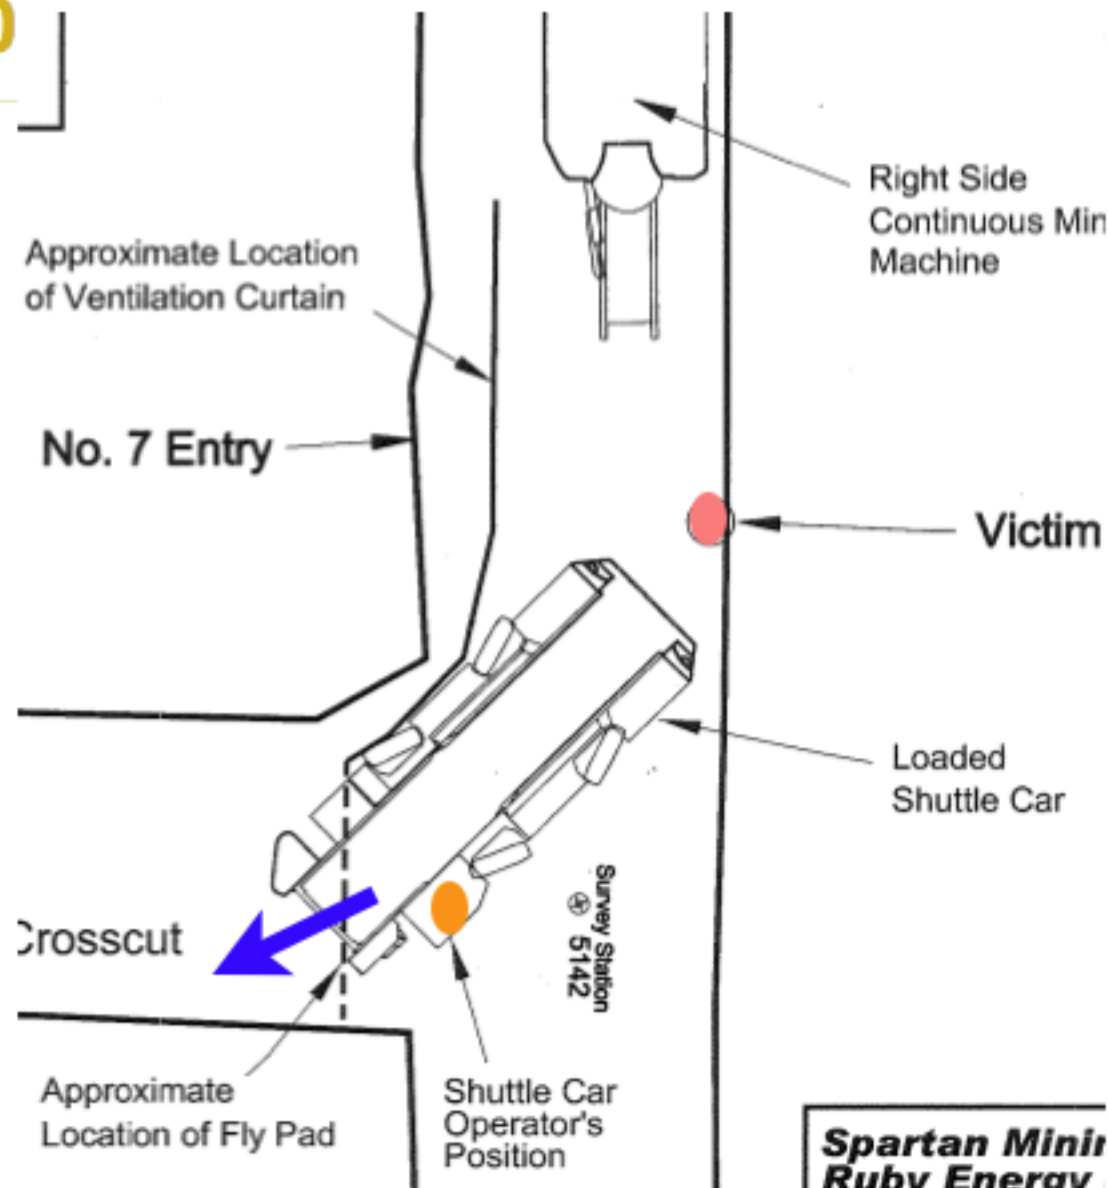 Right Side
Continuous Min
Machine
Approximate Location
of Ventilation Curtain
No. 7 Entry
Victim
Loaded
Shuttle Car
Survey Station
5142
Crosscut
Approximate
Location of Fly Pad
Shuttle Car
Operator's
Position
Spartan Minin
Ruby Energy